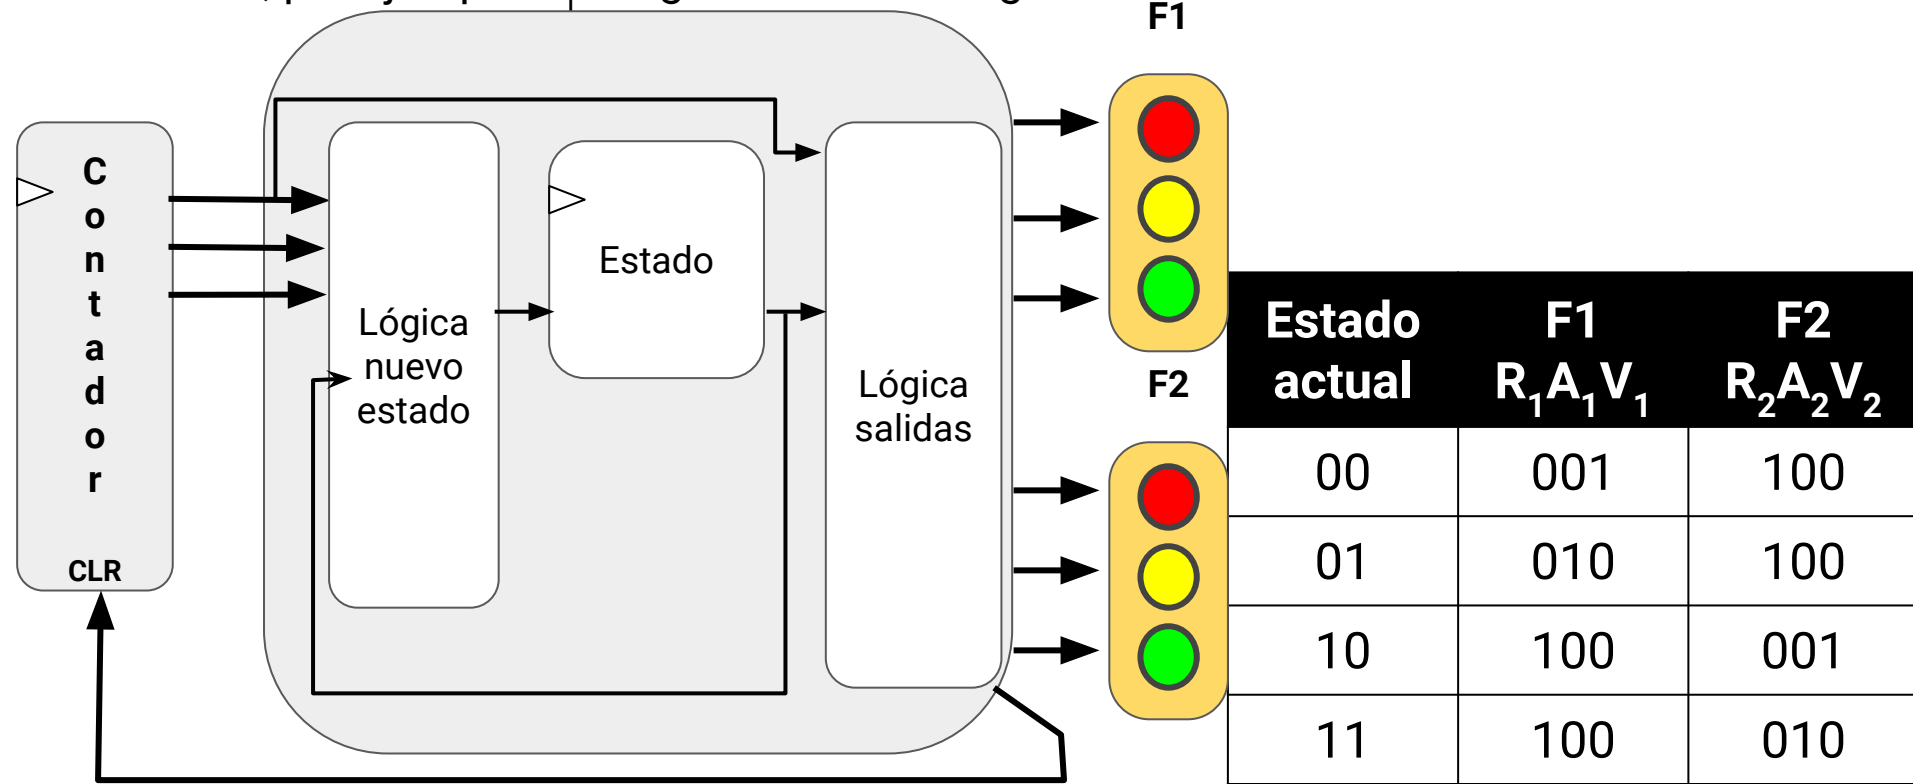 F1
C
o
n
t
a
d
o
r
CLR
Lógica
nuevo
estado
Estado
Lógica
salidas
F2
Estado actual | F1 R₁A₁V₁ | F2 R₂A₂V₂
00 | 001 | 100
01 | 010 | 100
10 | 100 | 001
11 | 100 | 010